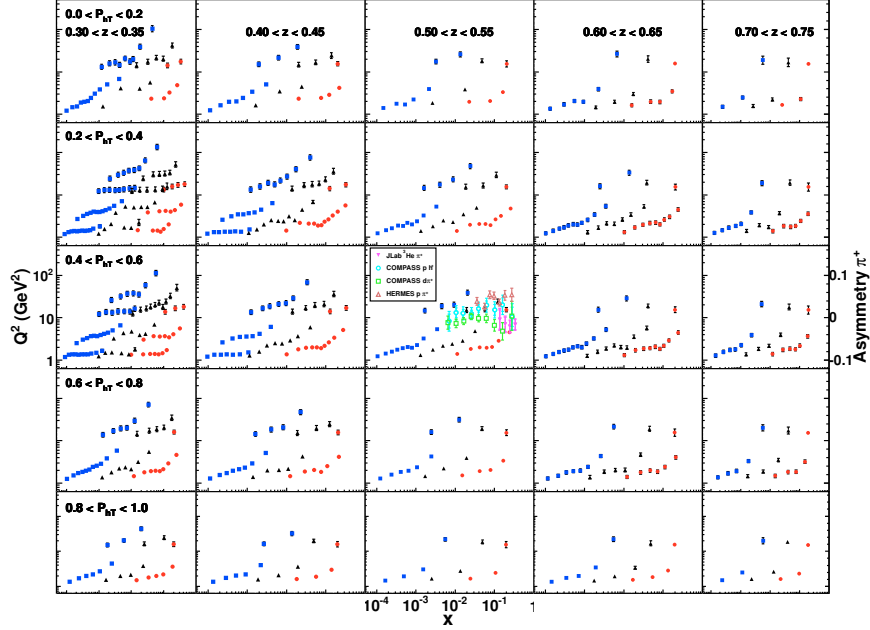 0.0 < P_hT < 0.2
0.30 < z < 0.35 0.40 < z < 0.45 0.50 < z < 0.55 0.60 < z < 0.65 0.70 < z < 0.75
0.2 < P_hT < 0.4
0.4 < P_hT < 0.6
JLab ³He π⁺
COMPASS p h⁺
COMPASS dπ⁺
HERMES p π⁺
Q² (GeV²)
10²
10
1
Asymmetry π⁺
0.1
0
-0.1
0.6 < P_hT < 0.8
0.8 < P_hT < 1.0
10⁻⁴ 10⁻³ 10⁻² 10⁻¹ 1
x